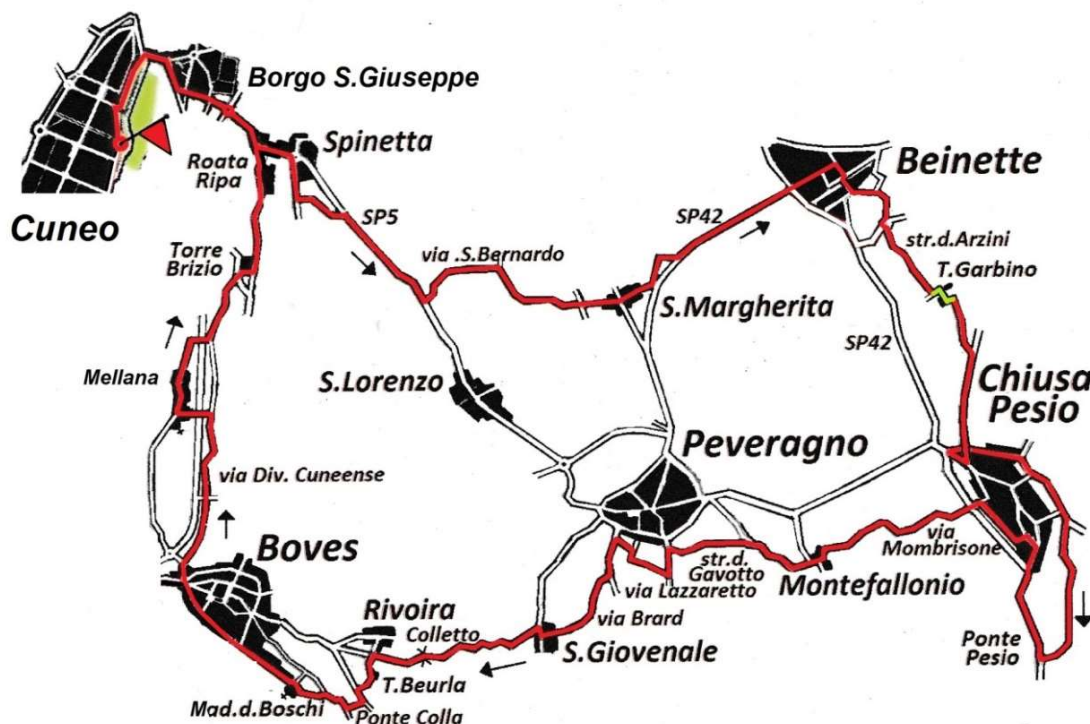 Borgo S.Giuseppe
Spinetta
Roata
Ripa
Cuneo
SP5
Beinette
SP42
Torre
Brizio
via .S.Bernardo
str.d.Arzini
T.Garbino
S.Margherita
SP42
Mellana
S.Lorenzo
Chiusa
Pesio
Peveragno
via Div. Cuneense
Boves
via
Mombrisone
str.d.
Gavotto
Montefallonio
via Lazzaretto
Rivoira
via Brard
Colletto
S.Giovenale
Ponte
Pesio
T.Beurla
Mad.d.Boschi
Ponte Colla